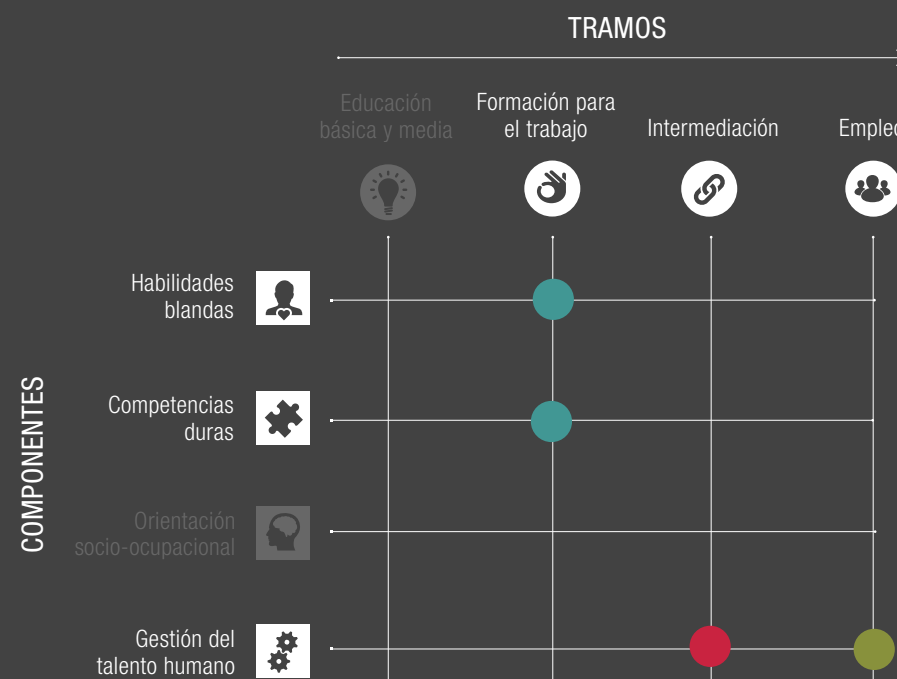 TRAMOS
Educación
básica y media
Formación para
el trabajo
Intermediación
Habilidades
blandas
Competencias
duras
COMPONENTES
Orientación
socio-ocupacional
Gestión del
talento humano